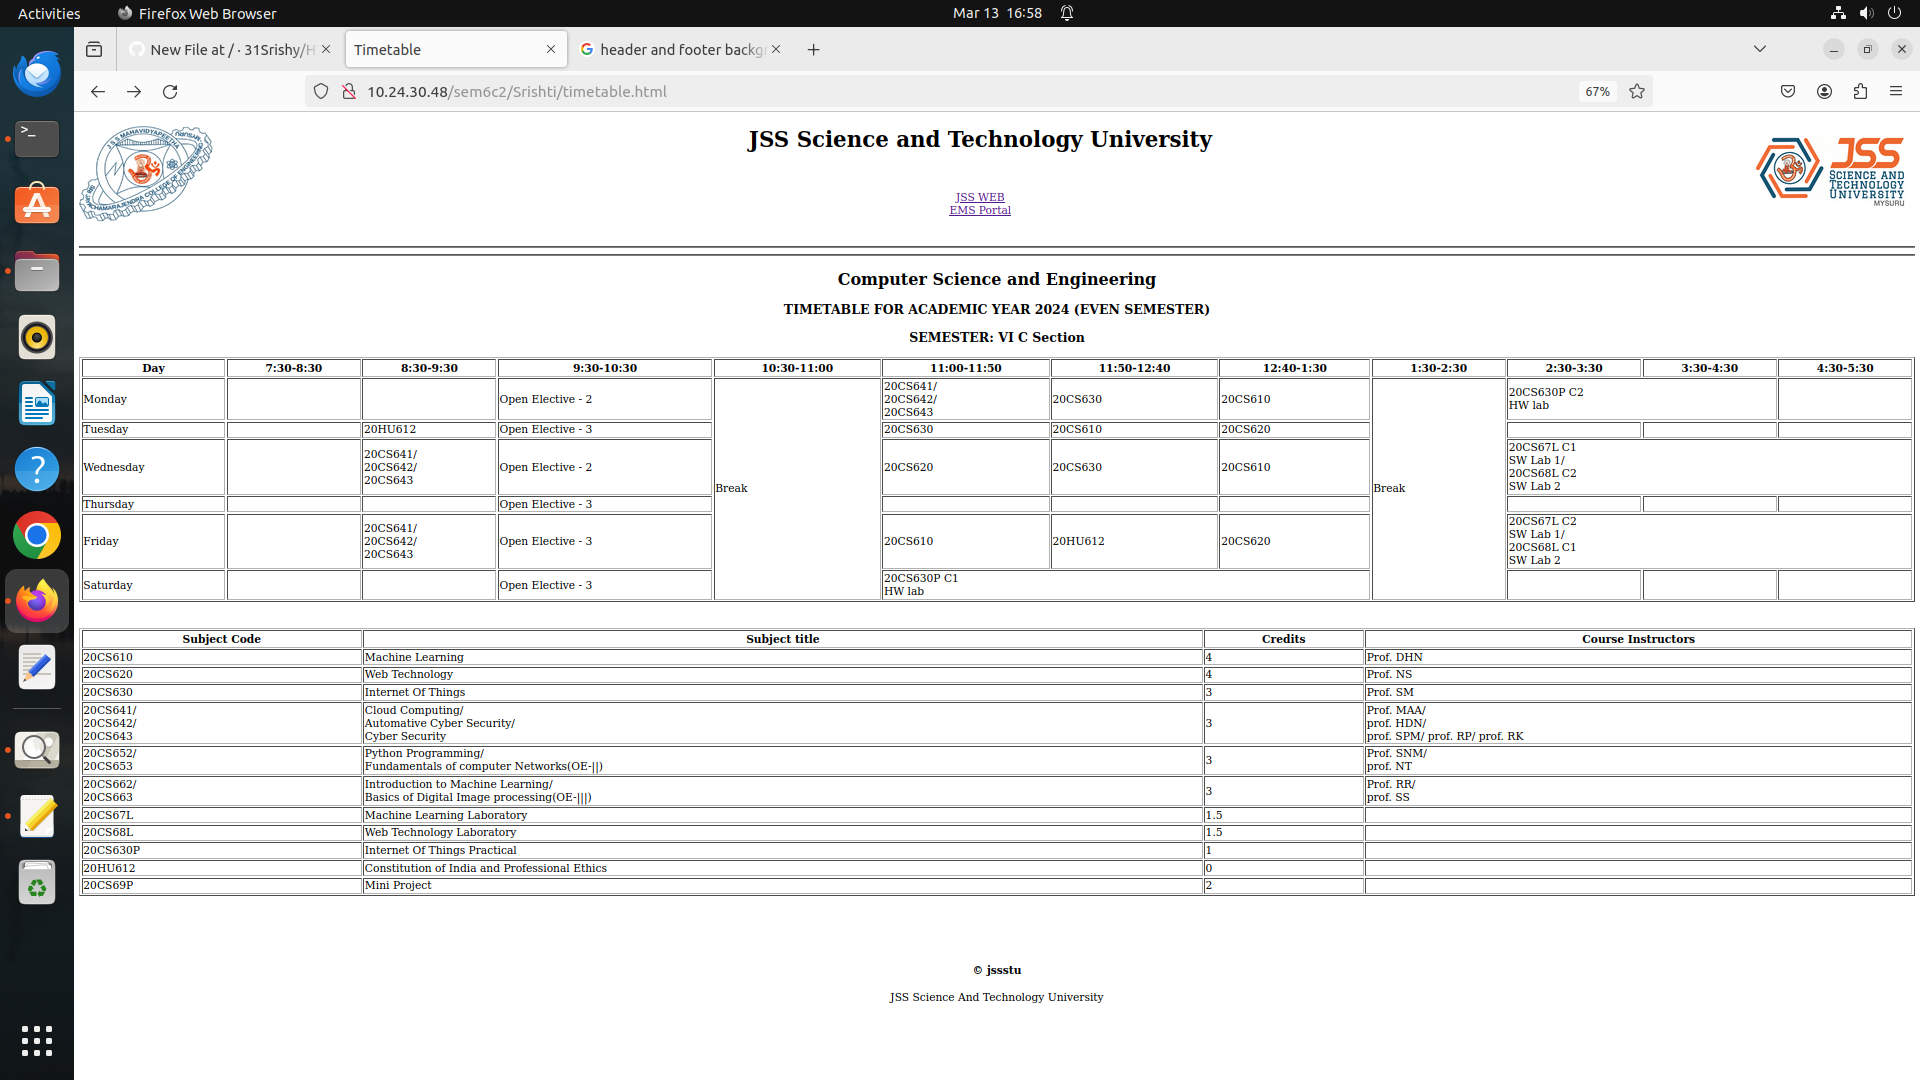 Activities
Firefox Web Browser
Mar 13 16:58
New File at / · 31Srishy/H
Timetable
header and footer backgr
10.24.30.48/sem6c2/Srishti/timetable.html
67%
JSS MAHAVIDYAPEETHA
JSS Science and Technology University
JSS WEB
EMS Portal
JSS
SCIENCE AND
TECHNOLOGY
UNIVERSITY
MYSURU
Computer Science and Engineering
TIMETABLE FOR ACADEMIC YEAR 2024 (EVEN SEMESTER)
SEMESTER: VI C Section
Day 7:30-8:30 8:30-9:30 9:30-10:30 10:30-11:00 11:00-11:50 11:50-12:40 12:40-1:30 1:30-2:30 2:30-3:30 3:30-4:30 4:30-5:30
Monday
Open Elective - 2
Break
20CS641/
20CS642/
20CS643
20CS630
20CS610
Break
20CS630P C2
HW lab
Tuesday
20HU612
Open Elective - 3
20CS630
20CS610
20CS620
Wednesday
20CS641/
20CS642/
20CS643
Open Elective - 2
20CS620
20CS630
20CS610
20CS67L C1
SW Lab 1/
20CS68L C2
SW Lab 2
Thursday
Open Elective - 3
Friday
20CS641/
20CS642/
20CS643
Open Elective - 3
20CS610
20HU612
20CS620
20CS67L C2
SW Lab 1/
20CS68L C1
SW Lab 2
Saturday
Open Elective - 3
20CS630P C1
HW lab
Subject Code Subject title Credits Course Instructors
20CS610 Machine Learning 4 Prof. DHN
20CS620 Web Technology 4 Prof. NS
20CS630 Internet Of Things 3 Prof. SM
20CS641/
20CS642/
20CS643
Cloud Computing/
Automative Cyber Security/
Cyber Security
3
Prof. MAA/
prof. HDN/
prof. SPM/ prof. RP/ prof. RK
20CS652/
20CS653
Python Programming/
Fundamentals of computer Networks(OE-||)
3
Prof. SNM/
prof. NT
20CS662/
20CS663
Introduction to Machine Learning/
Basics of Digital Image processing(OE-|||)
3
Prof. RR/
prof. SS
20CS67L Machine Learning Laboratory 1.5
20CS68L Web Technology Laboratory 1.5
20CS630P Internet Of Things Practical 1
20HU612 Constitution of India and Professional Ethics 0
20CS69P Mini Project 2
© jssstu
JSS Science And Technology University